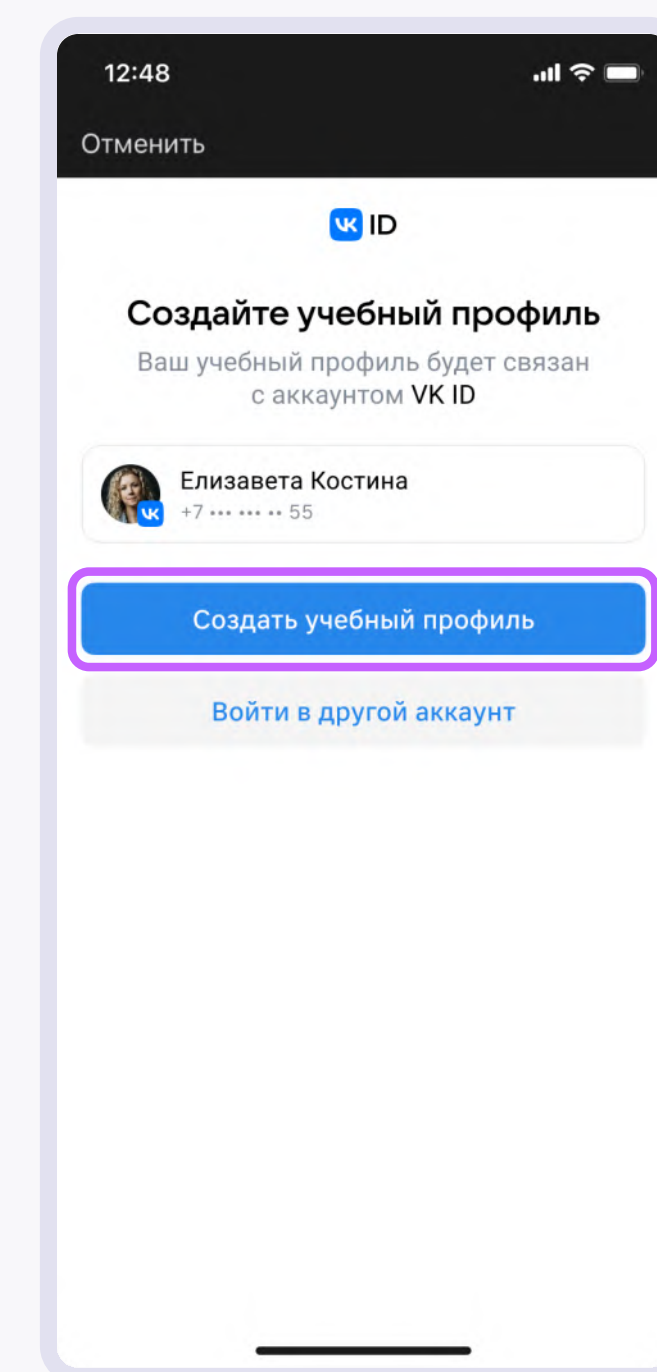 12:48
Отменить
VK ID
Создайте учебный профиль
Ваш учебный профиль будет связан
с аккаунтом VK ID
Елизавета Костина
+7 ••• ••• •• 55
Создать учебный профиль
Войти в другой аккаунт